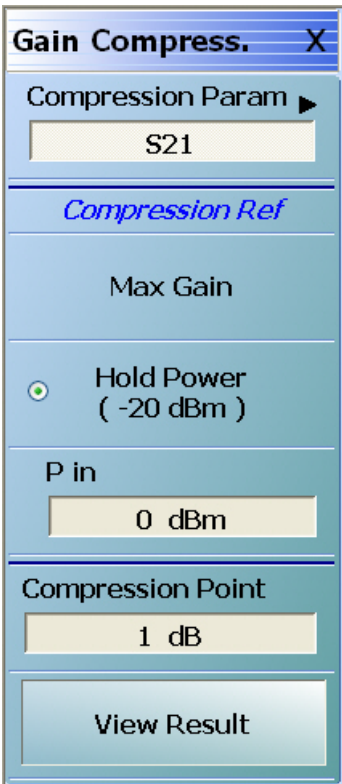 Gain Compress. X
Compression Param ▶
S21
Compression Ref
Max Gain
Hold Power
( -20 dBm )
P in
0 dBm
Compression Point
1 dB
View Result